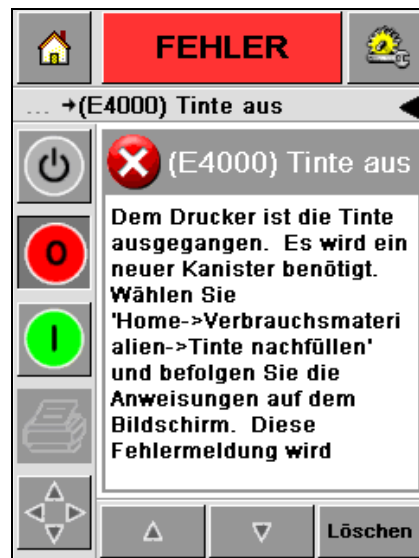 FEHLER
... →(E4000) Tinte aus
(E4000) Tinte aus
Dem Drucker ist die Tinte
ausgegangen. Es wird ein
neuer Kanister benötigt.
Wählen Sie
'Home->Verbrauchsmateri
alien->Tinte nachfüllen'
und befolgen Sie die
Anweisungen auf dem
Bildschirm. Diese
Fehlermeldung wird
O
I
Löschen